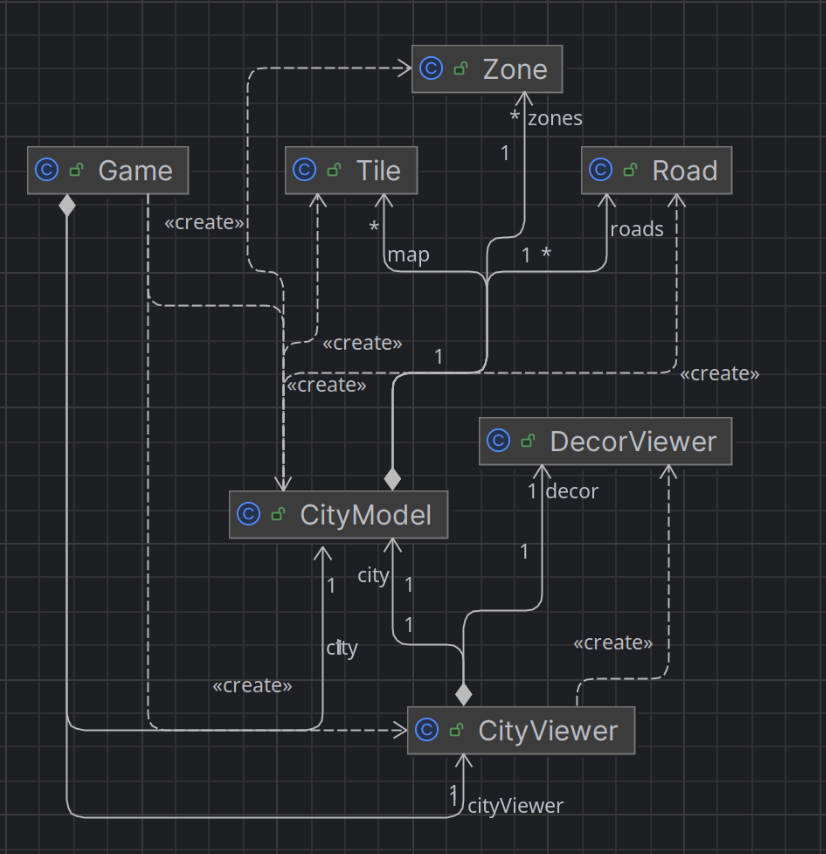 C Zone
* zones
1
C Game
C Tile
C Road
«create»
*
map
1 *
roads
«create»
1
«create»
«create»
C DecorViewer
1 decor
C CityModel
1
city
1
1
1
city
«create»
«create»
C CityViewer
1
1 cityViewer